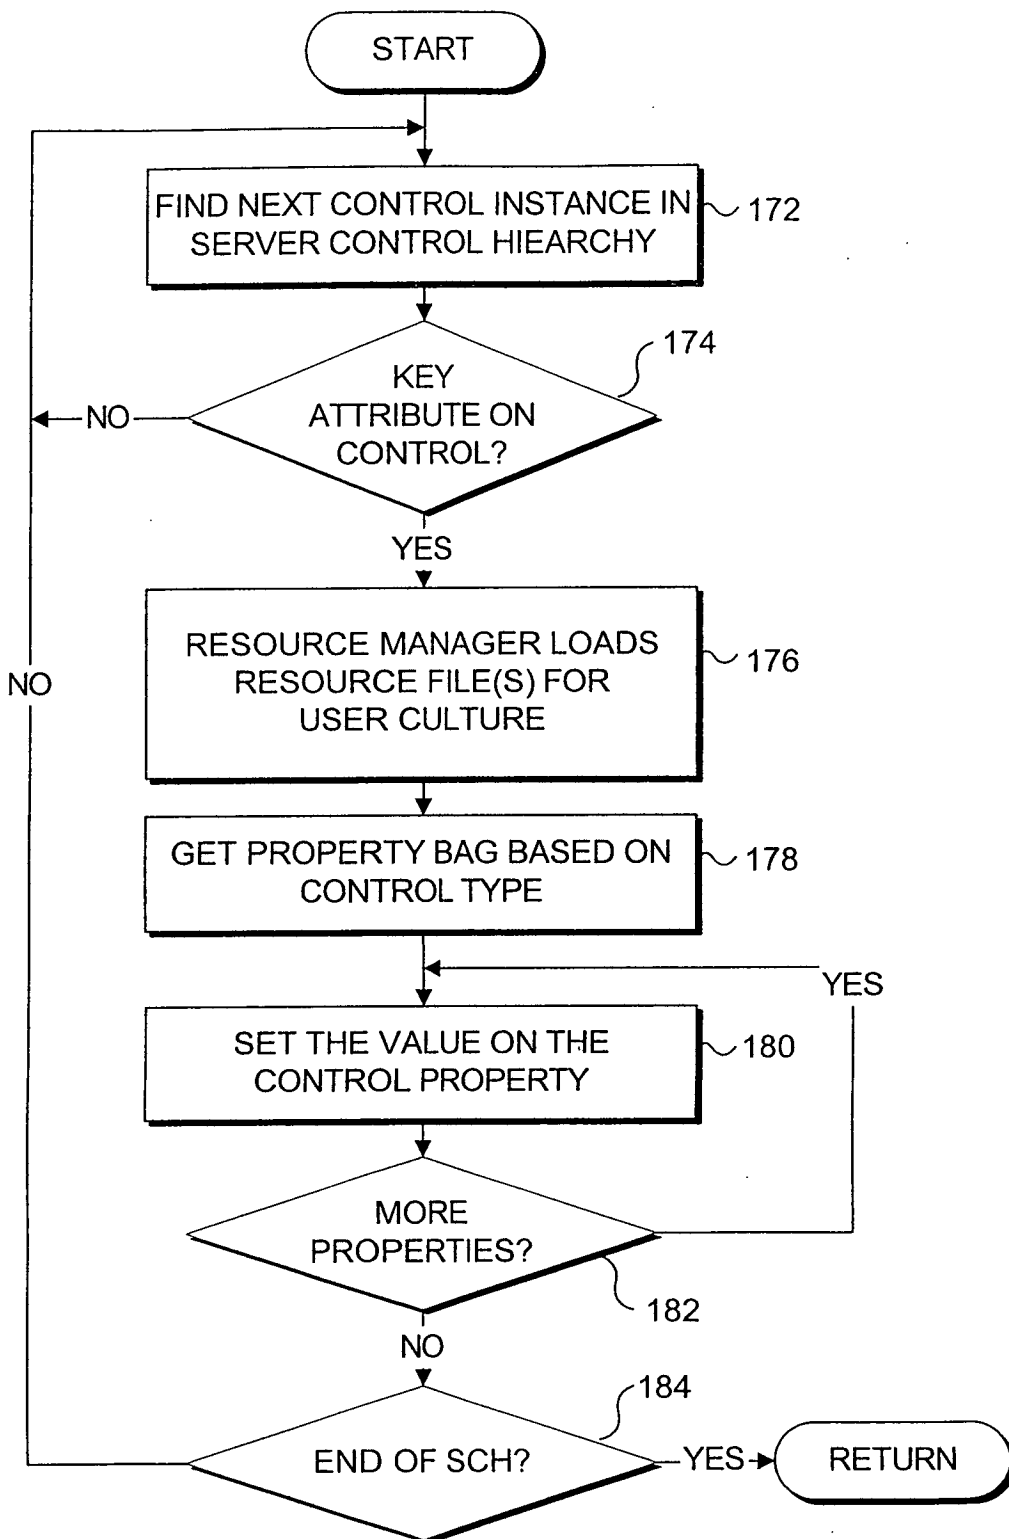 START
FIND NEXT CONTROL INSTANCE IN
SERVER CONTROL HIEARCHY
172
174
KEY
ATTRIBUTE ON
CONTROL?
NO
YES
RESOURCE MANAGER LOADS
RESOURCE FILE(S) FOR
USER CULTURE
176
NO
GET PROPERTY BAG BASED ON
CONTROL TYPE
178
YES
SET THE VALUE ON THE
CONTROL PROPERTY
180
MORE
PROPERTIES?
182
NO
184
END OF SCH?
YES
RETURN